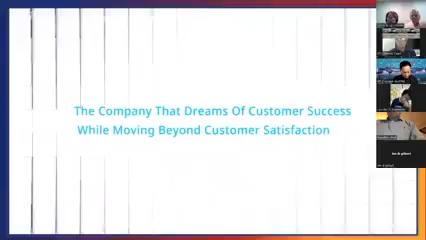 The Company That Dreams Of Customer Success
While Moving Beyond Customer Satisfaction